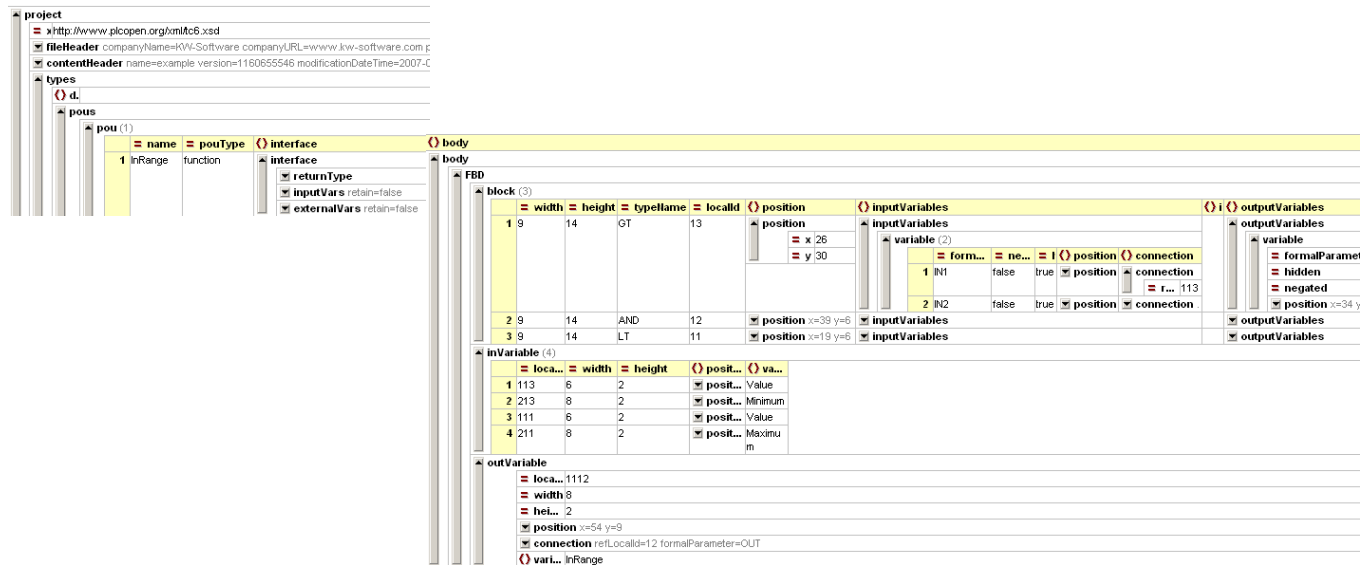 project
= xhttp://www.plcopen.org/xml/tc6.xsd
fileHeader companyName=KW-Software companyURL=www.kw-software.com p
contentHeader name=example version=1160655546 modificationDateTime=2007-0
types
() d.
pous
pou (1)
= name = pouType () interface
1 InRange function interface
returnType
inputVars retain=false
externalVars retain=false
() body
body
FBD
block (3)
= width = height = typeName = localId () position () inputVariables () i () outputVariables
1 9 14 GT 13 position inputVariables outputVariables
= x 26 variable (2) variable
= y 30 = form... = ne... = l () position () connection = formalParamet
1 IN1 false true position connection = hidden
= r... 113 = negated
2 IN2 false true position connection . position x=34 y
2 9 14 AND 12 position x=39 y=6 inputVariables outputVariables
3 9 14 LT 11 position x=19 y=6 inputVariables outputVariables
inVariable (4)
= loca... = width = height () posit... () va...
1 113 6 2 posit... Value
2 213 8 2 posit... Minimum
3 111 6 2 posit... Value
4 211 8 2 posit... Maximu
m
outVariable
= loca... 1112
= width 8
= hei... 2
position x=54 y=9
connection refLocalId=12 formalParameter=OUT
() vari... InRange